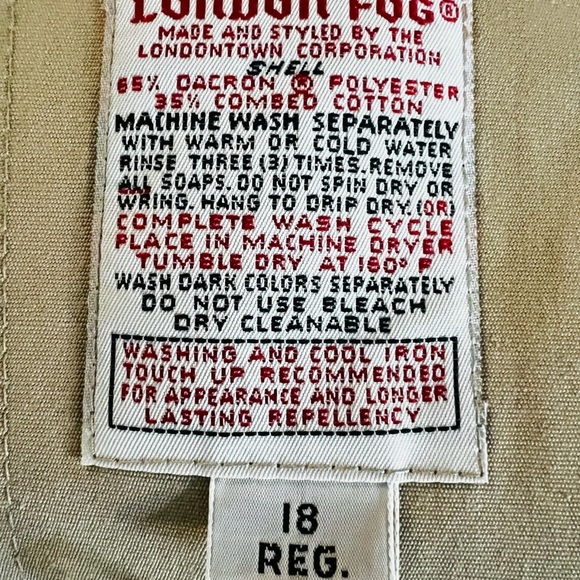 LONDON FOG®
MADE AND STYLED BY THE
LONDONTOWN CORPORATION
SHELL
65% DACRON ® POLYESTER
35% COMBED COTTON
MACHINE WASH SEPARATELY
WITH WARM OR COLD WATER
RINSE THREE (3) TIMES. REMOVE
ALL SOAPS. DO NOT SPIN DRY OR
WRING. HANG TO DRIP DRY. (OR)
COMPLETE WASH CYCLE
PLACE IN MACHINE DRYER
TUMBLE DRY AT 160° F
WASH DARK COLORS SEPARATELY
DO NOT USE BLEACH
DRY CLEANABLE
WASHING AND COOL IRON
TOUCH UP RECOMMENDED
FOR APPEARANCE AND LONGER
LASTING REPELLENCY
18
REG.